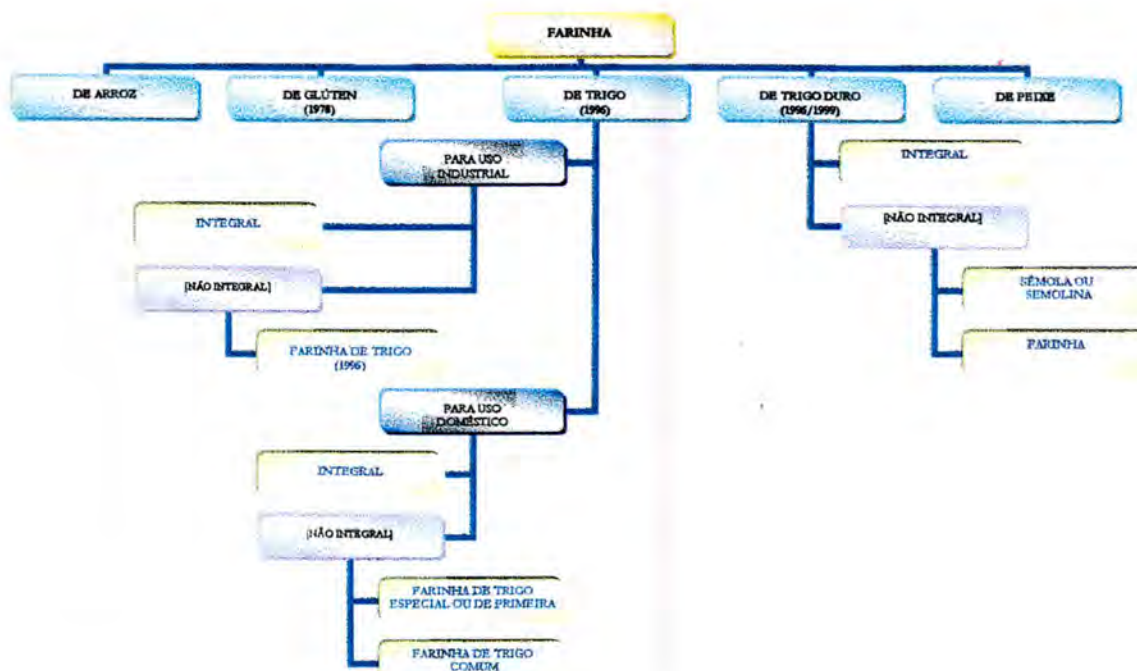 FARINHA
DE ARROZ
DE GLÚTEN
(1978)
DE TRIGO
(1996)
DE TRIGO DURO
(1996/1999)
DE PEIXE
PARA USO
INDUSTRIAL
INTEGRAL
[NÃO INTEGRAL]
FARINHA DE TRIGO
(1996)
PARA USO
DOMÉSTICO
INTEGRAL
[NÃO INTEGRAL]
FARINHA DE TRIGO
ESPECIAL OU DE PRIMEIRA
FARINHA DE TRIGO
COMUM
INTEGRAL
[NÃO INTEGRAL]
SÊMOLA OU
SEMOLINA
FARINHA